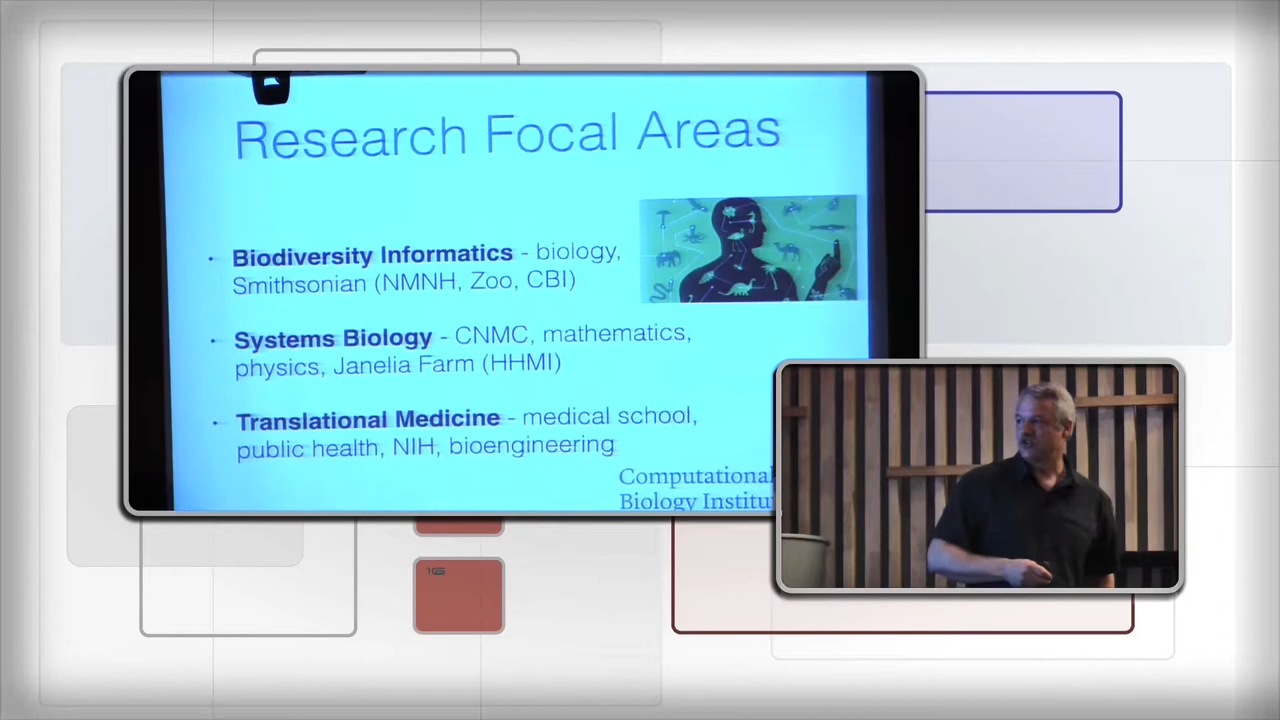 Research Focal Areas
• Biodiversity Informatics - biology,
Smithsonian (NMNH, Zoo, CBI)
• Systems Biology - CNMC, mathematics,
physics, Janelia Farm (HHMI)
• Translational Medicine - medical school,
public health, NIH, bioengineering
Computational
Biology Institu